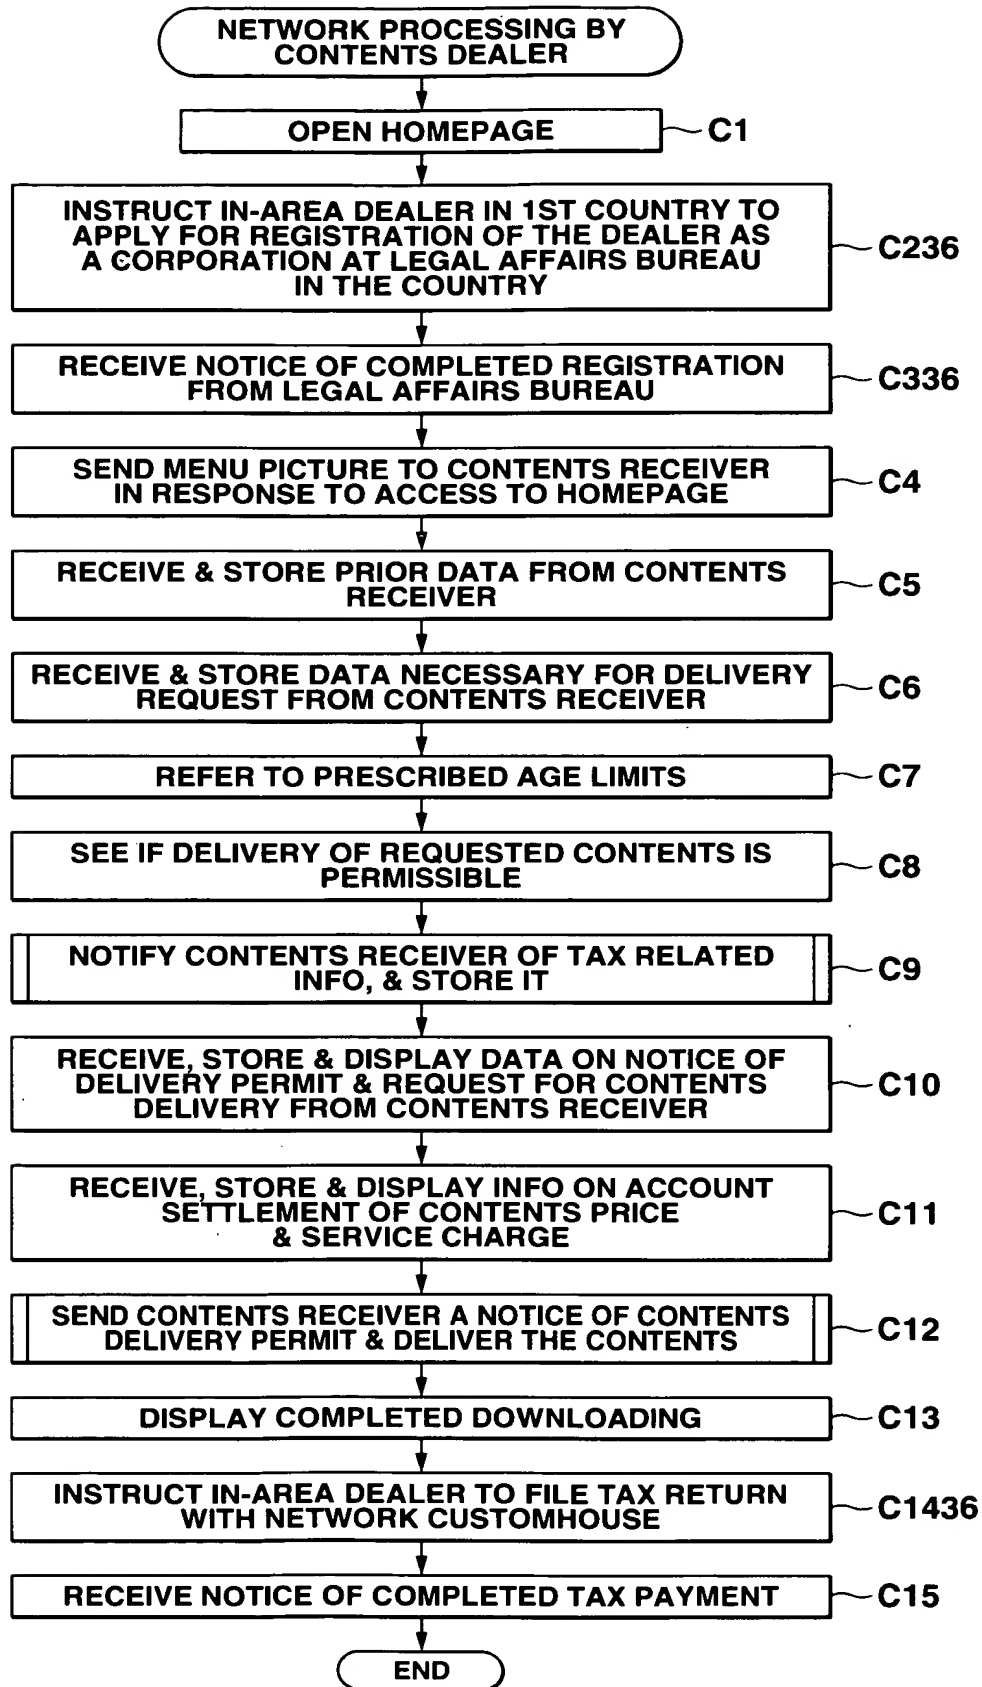 NETWORK PROCESSING BY
CONTENTS DEALER
OPEN HOMEPAGE
C1
INSTRUCT IN-AREA DEALER IN 1ST COUNTRY TO
APPLY FOR REGISTRATION OF THE DEALER AS
A CORPORATION AT LEGAL AFFAIRS BUREAU
IN THE COUNTRY
C236
RECEIVE NOTICE OF COMPLETED REGISTRATION
FROM LEGAL AFFAIRS BUREAU
C336
SEND MENU PICTURE TO CONTENTS RECEIVER
IN RESPONSE TO ACCESS TO HOMEPAGE
C4
RECEIVE & STORE PRIOR DATA FROM CONTENTS
RECEIVER
C5
RECEIVE & STORE DATA NECESSARY FOR DELIVERY
REQUEST FROM CONTENTS RECEIVER
C6
REFER TO PRESCRIBED AGE LIMITS
C7
SEE IF DELIVERY OF REQUESTED CONTENTS IS
PERMISSIBLE
C8
NOTIFY CONTENTS RECEIVER OF TAX RELATED
INFO, & STORE IT
C9
RECEIVE, STORE & DISPLAY DATA ON NOTICE OF
DELIVERY PERMIT & REQUEST FOR CONTENTS
DELIVERY FROM CONTENTS RECEIVER
C10
RECEIVE, STORE & DISPLAY INFO ON ACCOUNT
SETTLEMENT OF CONTENTS PRICE
& SERVICE CHARGE
C11
SEND CONTENTS RECEIVER A NOTICE OF CONTENTS
DELIVERY PERMIT & DELIVER THE CONTENTS
C12
DISPLAY COMPLETED DOWNLOADING
C13
INSTRUCT IN-AREA DEALER TO FILE TAX RETURN
WITH NETWORK CUSTOMHOUSE
C1436
RECEIVE NOTICE OF COMPLETED TAX PAYMENT
C15
END